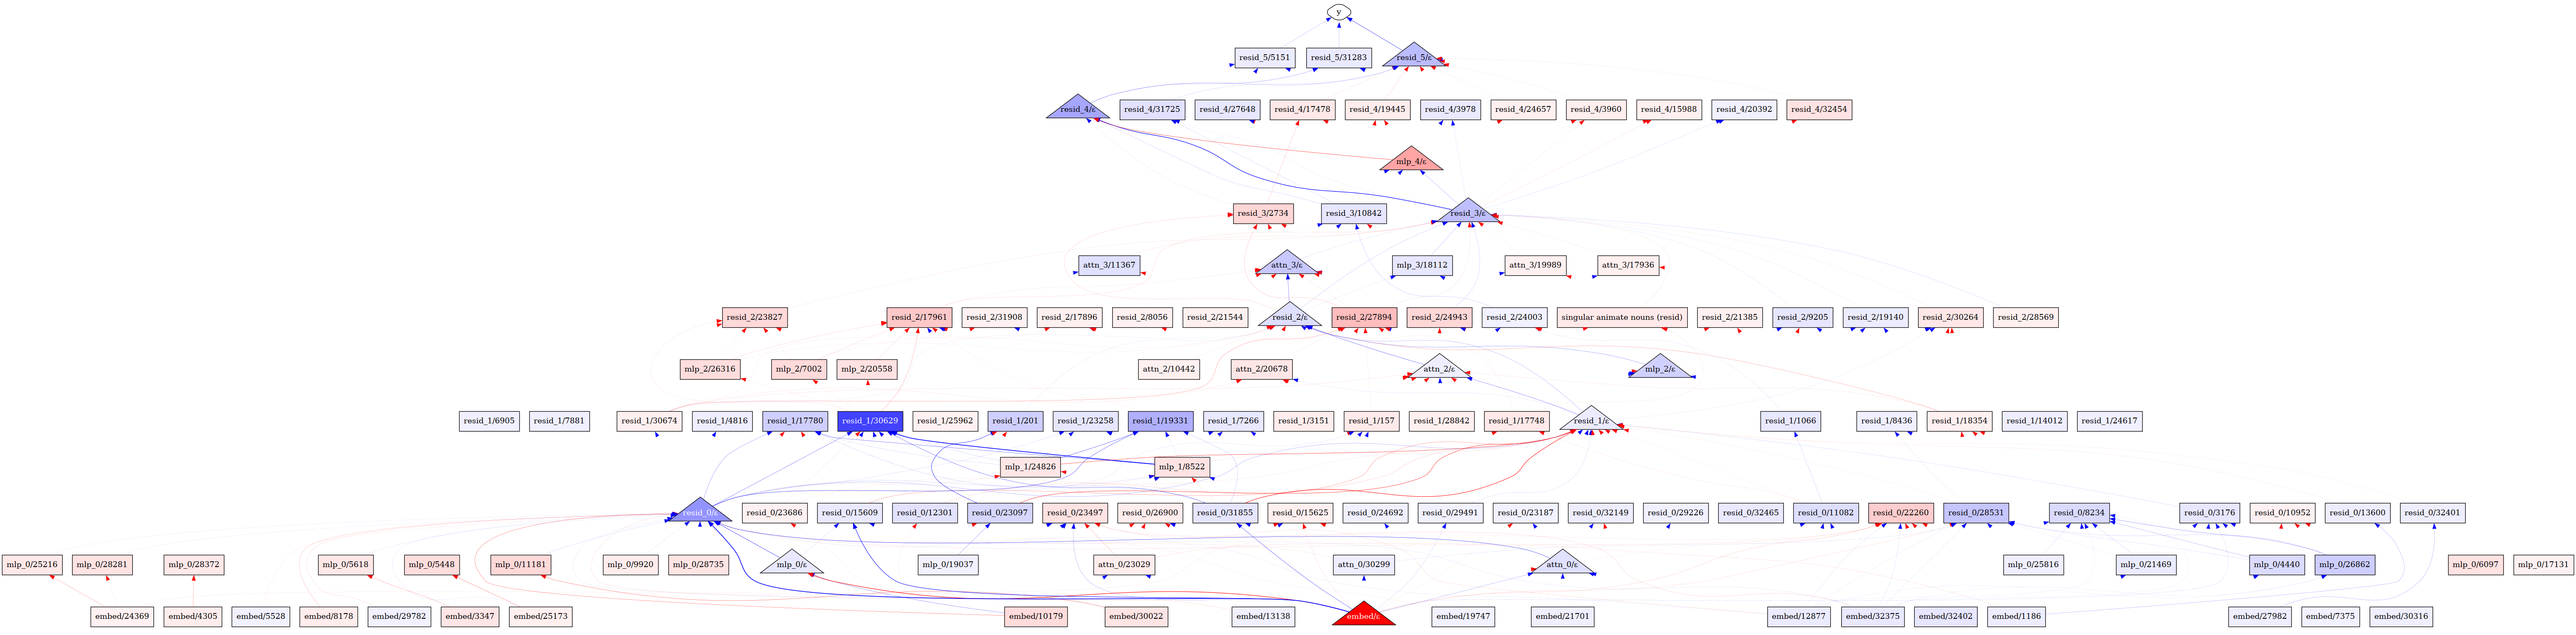 y
resid_5/5151 resid_5/31283 resid_5/ε
resid_4/ε resid_4/31725 resid_4/27648 resid_4/17478 resid_4/19445 resid_4/3978 resid_4/24657 resid_4/3960 resid_4/15988 resid_4/20392 resid_4/32454
mlp_4/ε
resid_3/2734 resid_3/10842 resid_3/ε
attn_3/11367 attn_3/ε mlp_3/18112 attn_3/19989 attn_3/17936
resid_2/23827 resid_2/17961 resid_2/31908 resid_2/17896 resid_2/8056 resid_2/21544 resid_2/ε resid_2/27894 resid_2/24943 resid_2/24003 singular animate nouns (resid) resid_2/21385 resid_2/9205 resid_2/19140 resid_2/30264 resid_2/28569
mlp_2/26316 mlp_2/7002 mlp_2/20558 attn_2/10442 attn_2/20678 attn_2/ε mlp_2/ε
resid_1/6905 resid_1/7881 resid_1/30674 resid_1/4816 resid_1/17780 resid_1/30629 resid_1/25962 resid_1/201 resid_1/23258 resid_1/19331 resid_1/7266 resid_1/3151 resid_1/157 resid_1/28842 resid_1/17748 resid_1/ε resid_1/1066 resid_1/8436 resid_1/18354 resid_1/14012 resid_1/24617
mlp_1/24826 mlp_1/8522
resid_0/ε resid_0/23686 resid_0/15609 resid_0/12301 resid_0/23097 resid_0/23497 resid_0/26900 resid_0/31855 resid_0/15625 resid_0/24692 resid_0/29491 resid_0/23187 resid_0/32149 resid_0/29226 resid_0/32465 resid_0/11082 resid_0/22260 resid_0/28531 resid_0/8234 resid_0/3176 resid_0/10952 resid_0/13600 resid_0/32401
mlp_0/25216 mlp_0/28281 mlp_0/28372 mlp_0/5618 mlp_0/5448 mlp_0/11181 mlp_0/9920 mlp_0/28735 mlp_0/ε mlp_0/19037 attn_0/23029 attn_0/30299 attn_0/ε mlp_0/25816 mlp_0/21469 mlp_0/4440 mlp_0/26862 mlp_0/6097 mlp_0/17131
embed/24369 embed/4305 embed/5528 embed/8178 embed/29782 embed/3347 embed/25173 embed/10179 embed/30022 embed/13138 embed/ε embed/19747 embed/21701 embed/12877 embed/32375 embed/32402 embed/1186 embed/27982 embed/7375 embed/30316